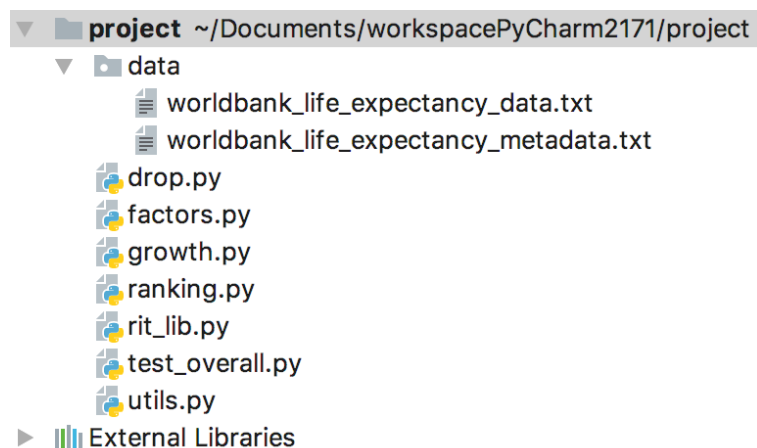 project ~/Documents/workspacePyCharm2171/project
data
worldbank_life_expectancy_data.txt
worldbank_life_expectancy_metadata.txt
drop.py
factors.py
growth.py
ranking.py
rit_lib.py
test_overall.py
utils.py
External Libraries